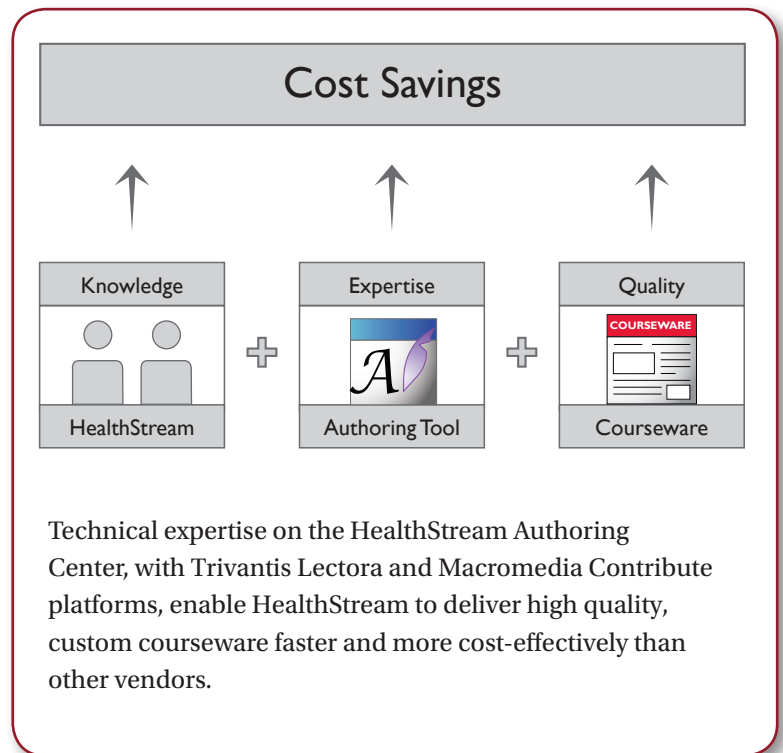 Cost Savings
Knowledge
Expertise
Quality
COURSEWARE
A
HealthStream
Authoring Tool
Courseware
Technical expertise on the HealthStream Authoring
Center, with Trivantis Lectora and Macromedia Contribute
platforms, enable HealthStream to deliver high quality,
custom courseware faster and more cost-effectively than
other vendors.